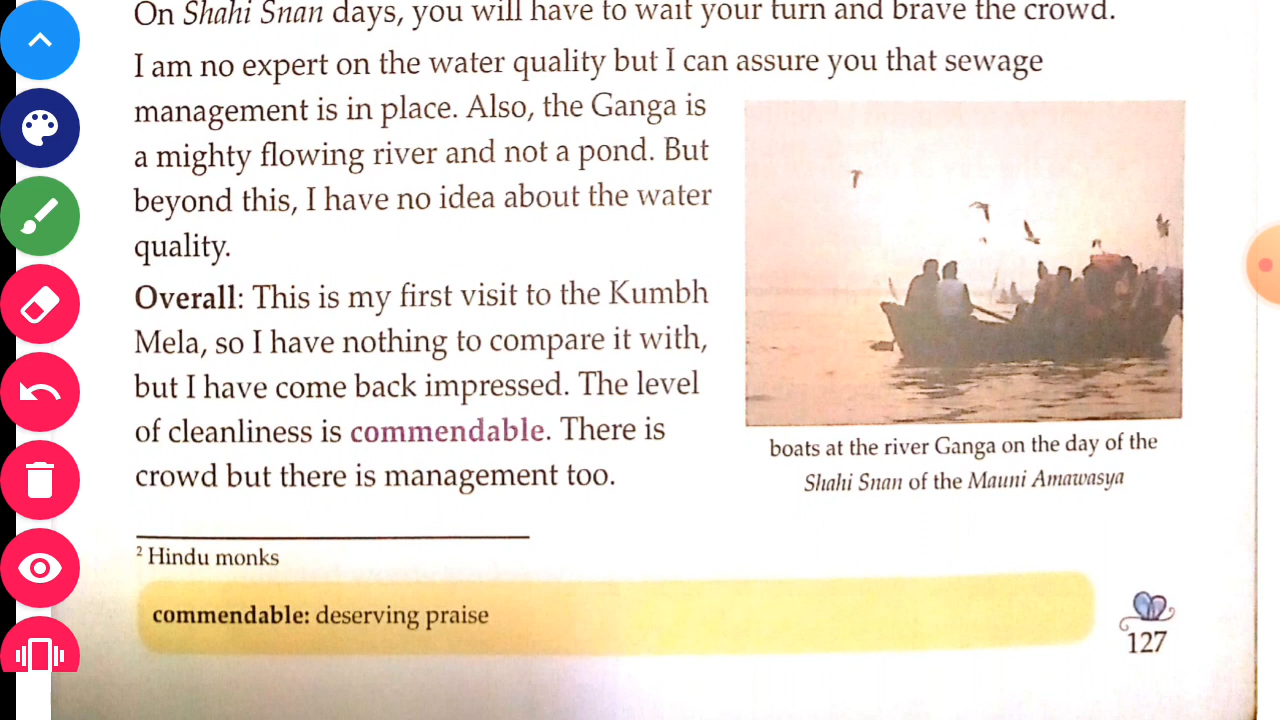 On Shahi Snan days, you will have to wait your turn and brave the crowd.
I am no expert on the water quality but I can assure you that sewage
management is in place. Also, the Ganga is
a mighty flowing river and not a pond. But
beyond this, I have no idea about the water
quality.
Overall: This is my first visit to the Kumbh
Mela, so I have nothing to compare it with,
but I have come back impressed. The level
of cleanliness is commendable. There is
crowd but there is management too.
boats at the river Ganga on the day of the
Shahi Snan of the Mauni Amawasya
2 Hindu monks
commendable: deserving praise
127